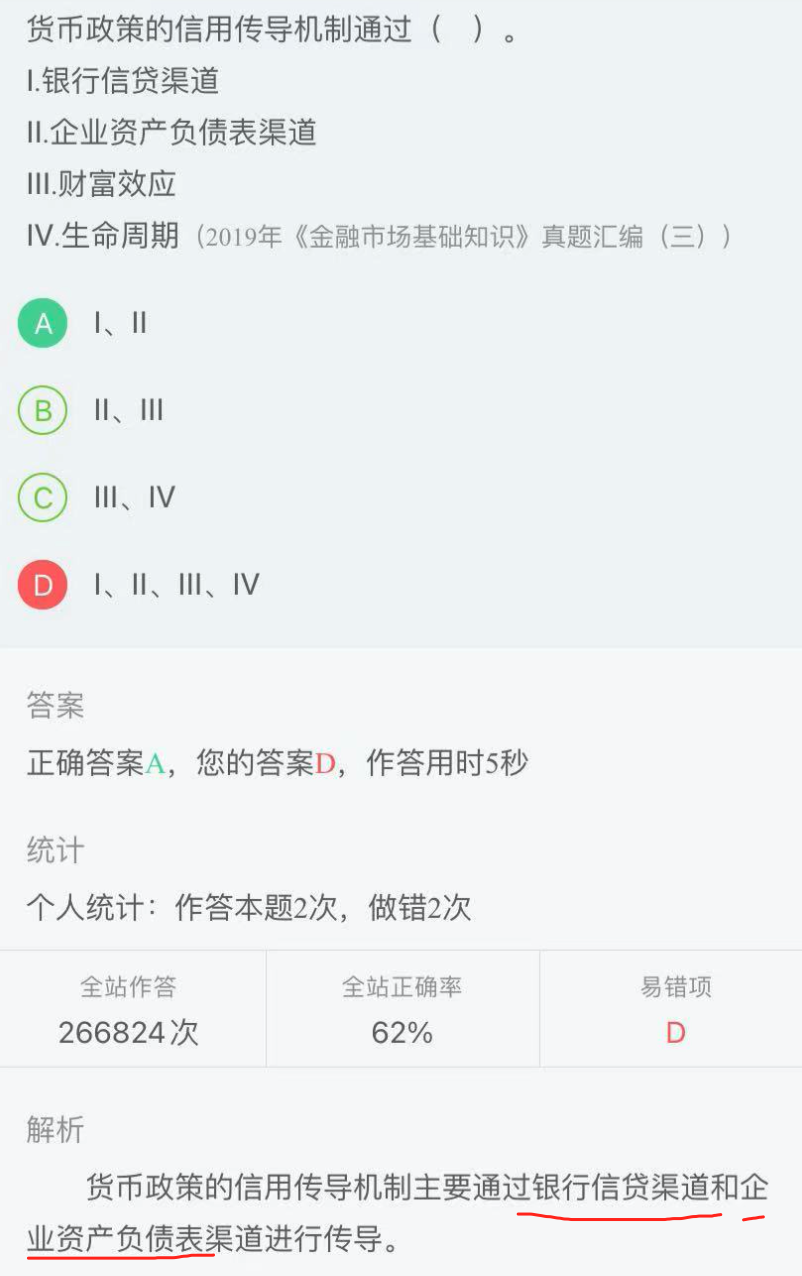 货币政策的信用传导机制通过（　）。
I.银行信贷渠道
II.企业资产负债表渠道
III.财富效应
IV.生命周期（2019年《金融市场基础知识》真题汇编（三））
A I、II
B II、III
C III、IV
D I、II、III、IV
答案
正确答案A，您的答案D，作答用时5秒
统计
个人统计：作答本题2次，做错2次
全站作答 全站正确率 易错项
266824次 62% D
解析
货币政策的信用传导机制主要通过银行信贷渠道和企
业资产负债表渠道进行传导。